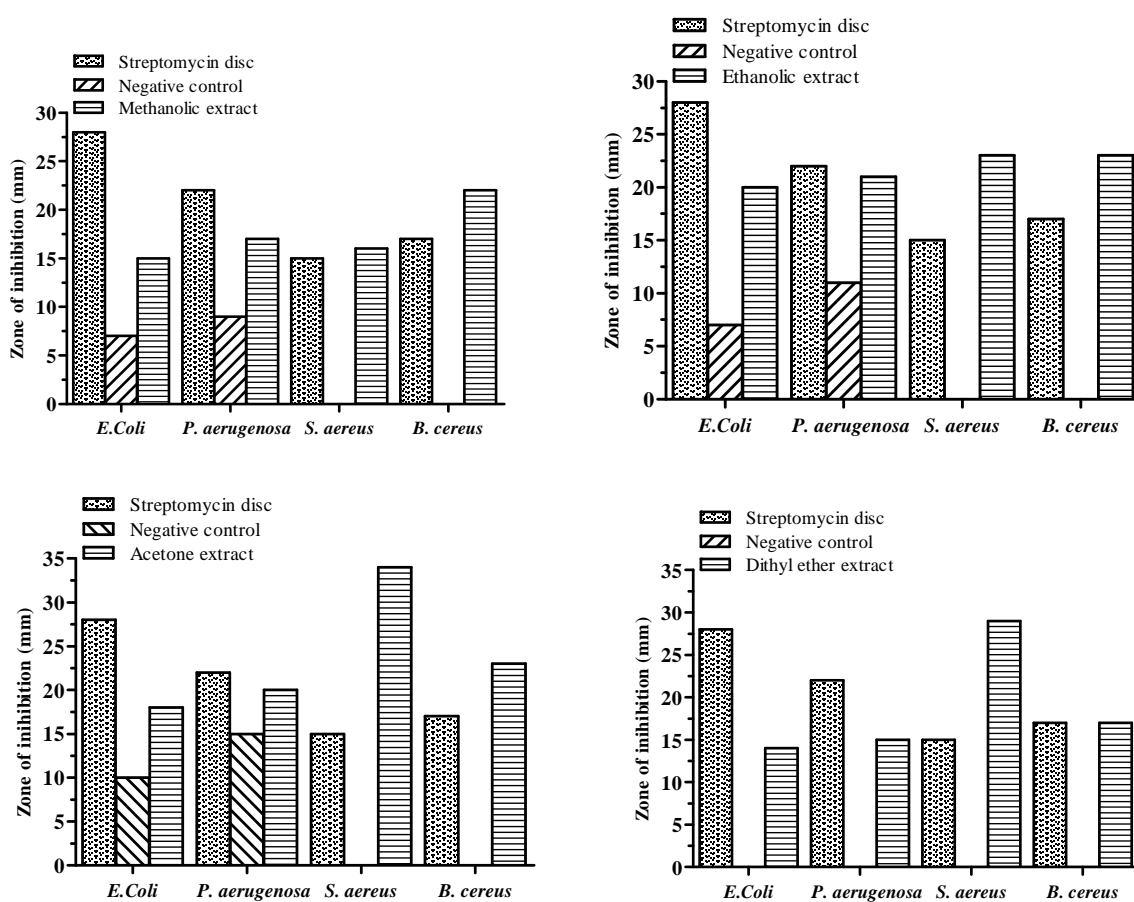 Streptomycin disc
Negative control
Methanolic extract
Zone of inihibition (mm)
30
25
20
15
10
5
0
E.Coli P. aerugenosa S. aereus B. cereus
Streptomycin disc
Negative control
Ethanolic extract
Zone of inihibition (mm)
30
25
20
15
10
5
0
E.Coli P. aerugenosa S. aereus B. cereus
Streptomycin disc
Negative control
Acetone extract
Zone of inihibition (mm)
35
30
25
20
15
10
5
0
E.Coli P. aerugenosa S. aereus B. cereus
Streptomycin disc
Negative control
Dithyl ether extract
Zone of inihibition (mm)
35
30
25
20
15
10
5
0
E.Coli P. aerugenosa S. aereus B. cereus